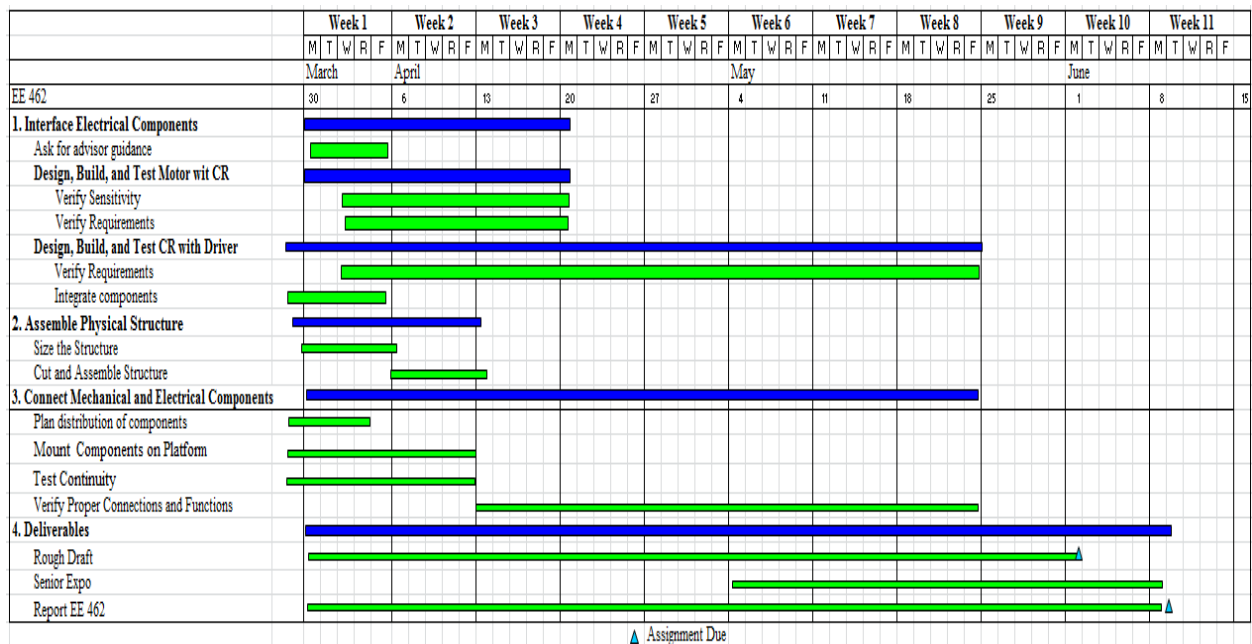 Week 1 Week 2 Week 3 Week 4 Week 5 Week 6 Week 7 Week 8 Week 9 Week 10 Week 11
M T W R F M T W R F M T W R F M T W R F M T W R F M T W R F M T W R F M T W R F M T W R F M T W R F M T W R F
March April May June
EE 462 30 6 13 20 27 4 11 18 25 1 8 15
1. Interface Electrical Components
Ask for advisor guidance
Design, Build, and Test Motor wit CR
Verify Sensitivity
Verify Requirements
Design, Build, and Test CR with Driver
Verify Requirements
Integrate components
2. Assemble Physical Structure
Size the Structure
Cut and Assemble Structure
3. Connect Mechanical and Electrical Components
Plan distribution of components
Mount Components on Platform
Test Continuity
Verify Proper Connections and Functions
4. Deliverables
Rough Draft
Senior Expo
Report EE 462
Assignment Due